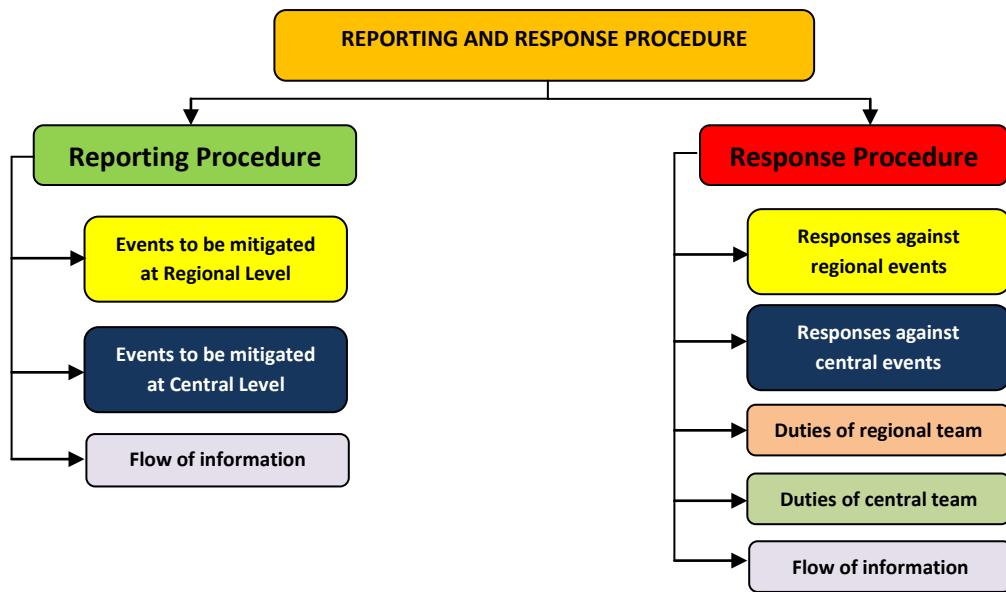 REPORTING AND RESPONSE PROCEDURE
Reporting Procedure
Events to be mitigated
at Regional Level
Events to be mitigated
at Central Level
Flow of information
Response Procedure
Responses against
regional events
Responses against
central events
Duties of regional team
Duties of central team
Flow of information